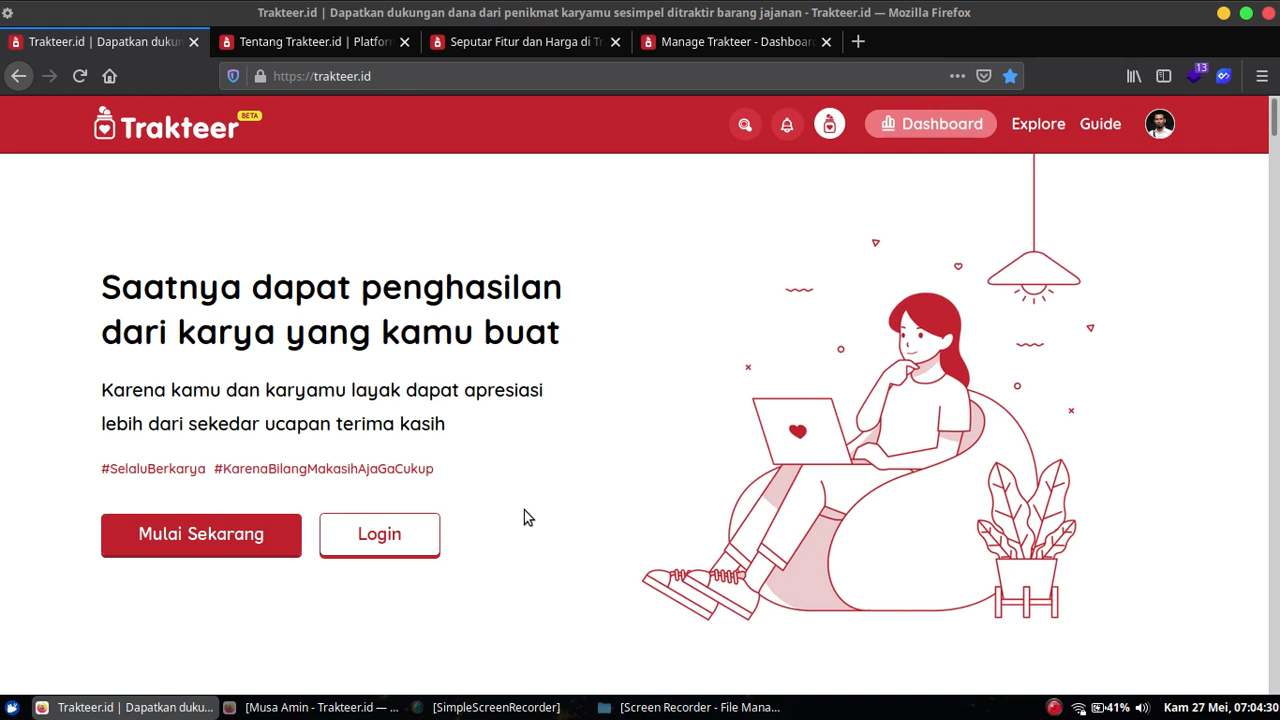 Trakteer.id | Dapatkan dukungan dana dari penikmat karyamu sesimpel ditraktir barang jajanan - Trakteer.id — Mozilla Firefox
Trakteer.id | Dapatkan duku
Tentang Trakteer.id | Platfor
Seputar Fitur dan Harga di Tr
Manage Trakteer - Dashboar
https://trakteer.id
13
Trakteer
BETA
Dashboard
Explore
Guide
Saatnya dapat penghasilan
dari karya yang kamu buat
Karena kamu dan karyamu layak dapat apresiasi
lebih dari sekedar ucapan terima kasih
#SelaluBerkarya #KarenaBilangMakasihAjaGaCukup
Mulai Sekarang
Login
Trakteer.id | Dapatkan duku...
[Musa Amin - Trakteer.id — ...
[SimpleScreenRecorder]
[Screen Recorder - File Mana...
41%
Kam 27 Mei, 07:04:30